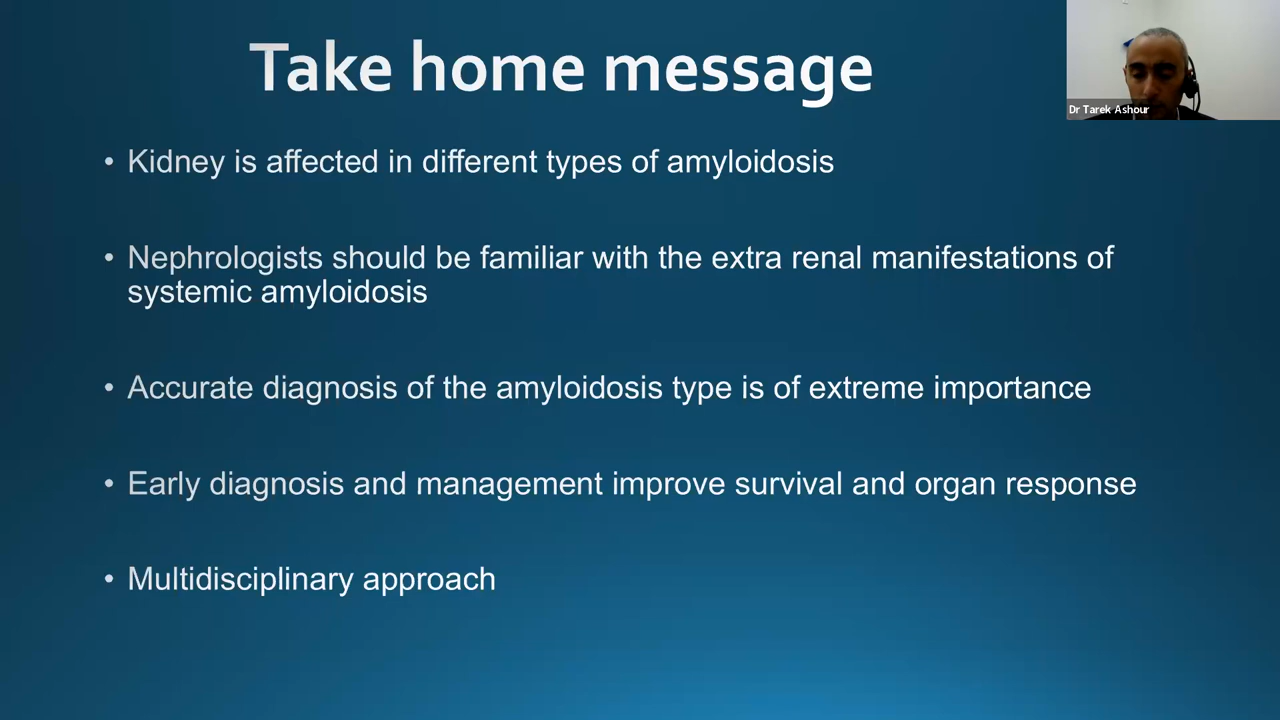 Take home message
Dr Tarek Ashour
• Kidney is affected in different types of amyloidosis
• Nephrologists should be familiar with the extra renal manifestations of
systemic amyloidosis
• Accurate diagnosis of the amyloidosis type is of extreme importance
• Early diagnosis and management improve survival and organ response
• Multidisciplinary approach